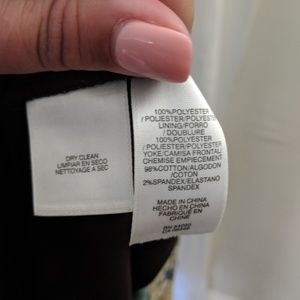 DRY CLEAN
LIMPIAR EN SECO
NETTOYAGE A SEC
100%POLYESTER
/POLIESTER/POLYEST
LINING/FORRO
/ DOUBLURE
100%POLYESTER
/POLIESTER/POLYESTER
YOKE/CAMISA FRONTAL/
CHEMISE EMPIECEMENT
98%COTTON/ALGODON
/COTON
2%SPANDEX/ELASTANO
SPANDEX
MADE IN CHINA
HECHO EN CHINA
FABRIQUÉ EN
CHINE